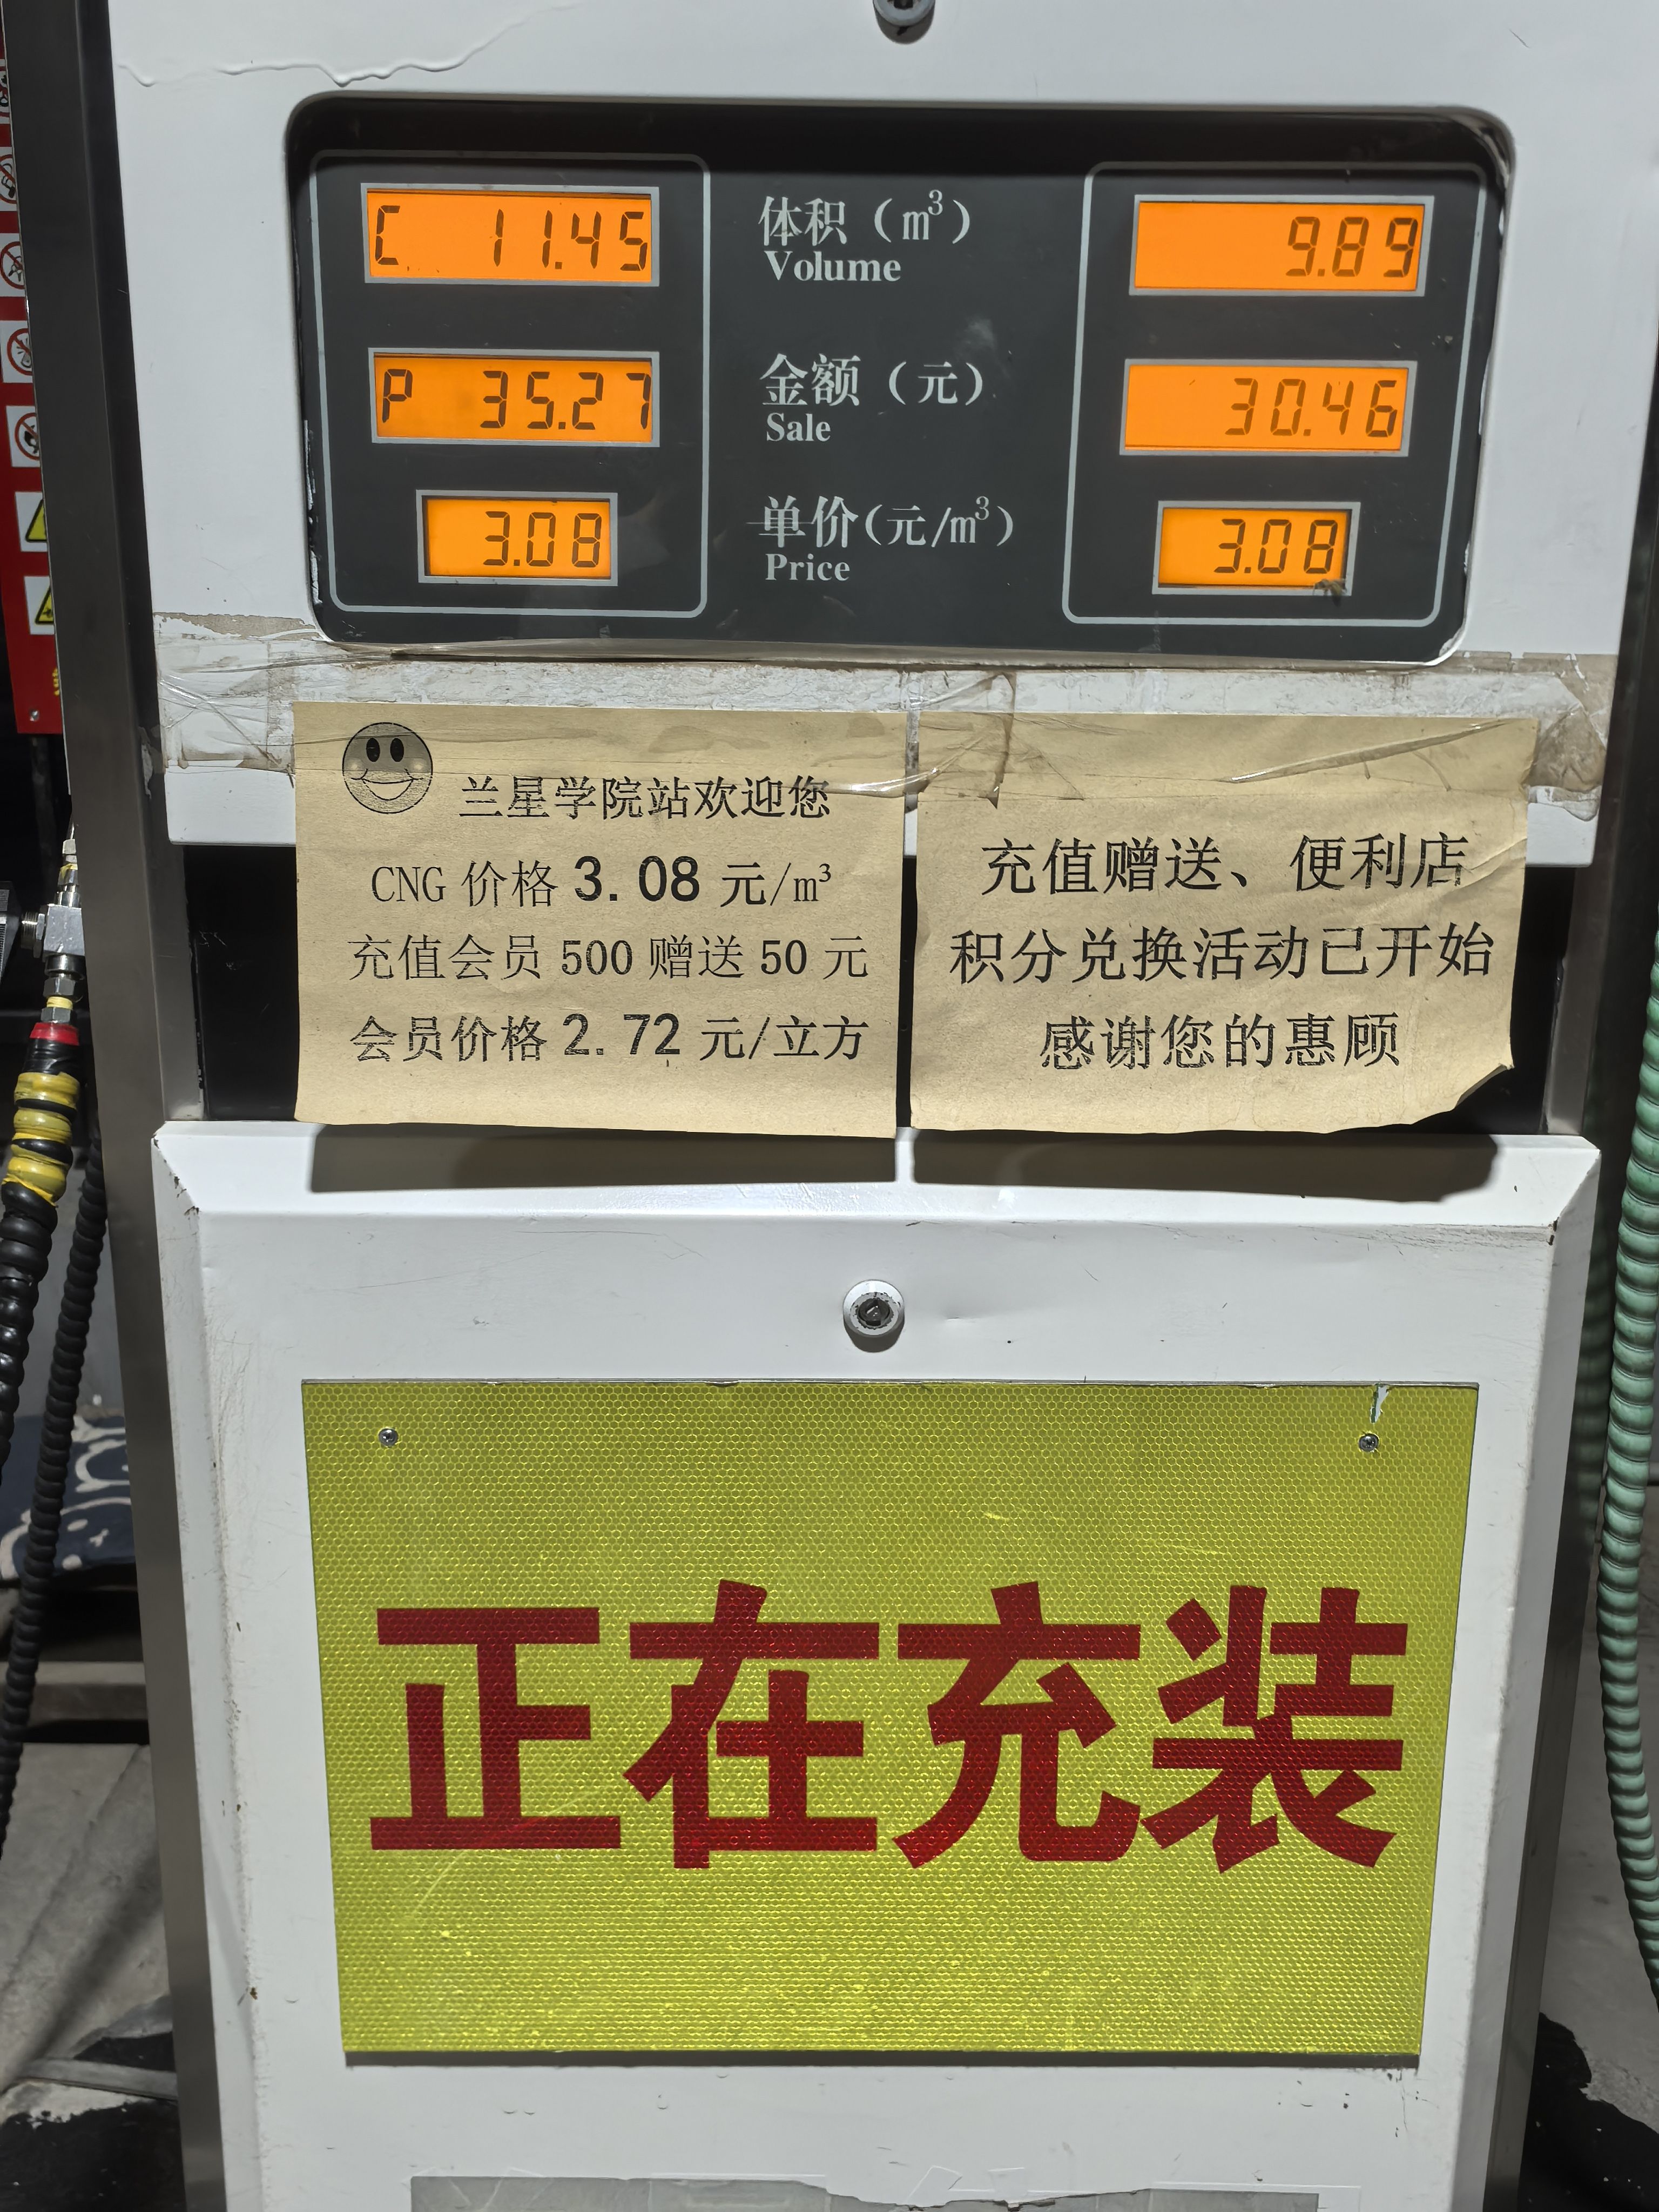 C 11.45
体积（m³）
Volume
9.89
P 35.27
金额（元）
Sale
30.46
3.08
单价(元/m³)
Price
3.08
兰星学院站欢迎您
CNG 价格 3.08 元/m³
充值会员 500 赠送 50 元
会员价格 2.72 元/立方
充值赠送、便利店
积分兑换活动已开始
感谢您的惠顾
正在充装